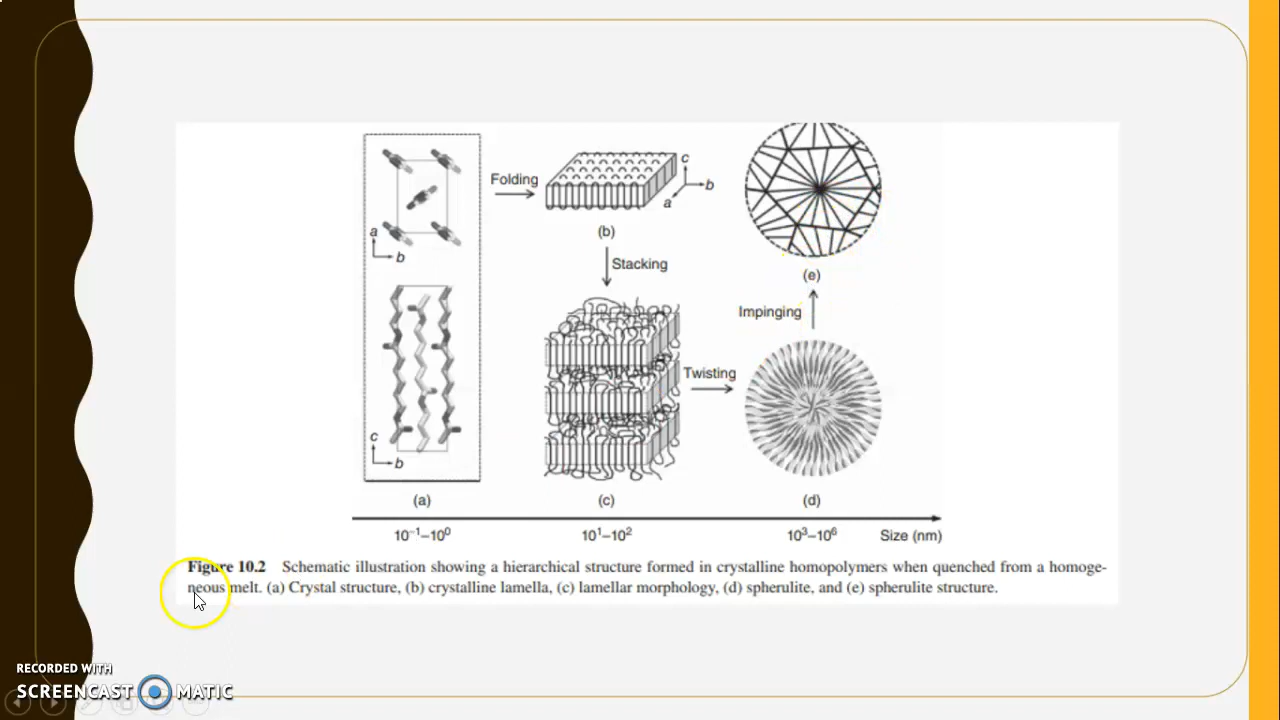 Folding
c
b
a
a
b
(b)
Stacking
(e)
Impinging
Twisting
c
b
(a)
(c)
(d)
10⁻¹–10⁰
10¹–10²
10³–10⁶
Size (nm)
Figure 10.2 Schematic illustration showing a hierarchical structure formed in crystalline homopolymers when quenched from a homoge-
neous melt. (a) Crystal structure, (b) crystalline lamella, (c) lamellar morphology, (d) spherulite, and (e) spherulite structure.
RECORDED WITH
SCREENCAST MATIC